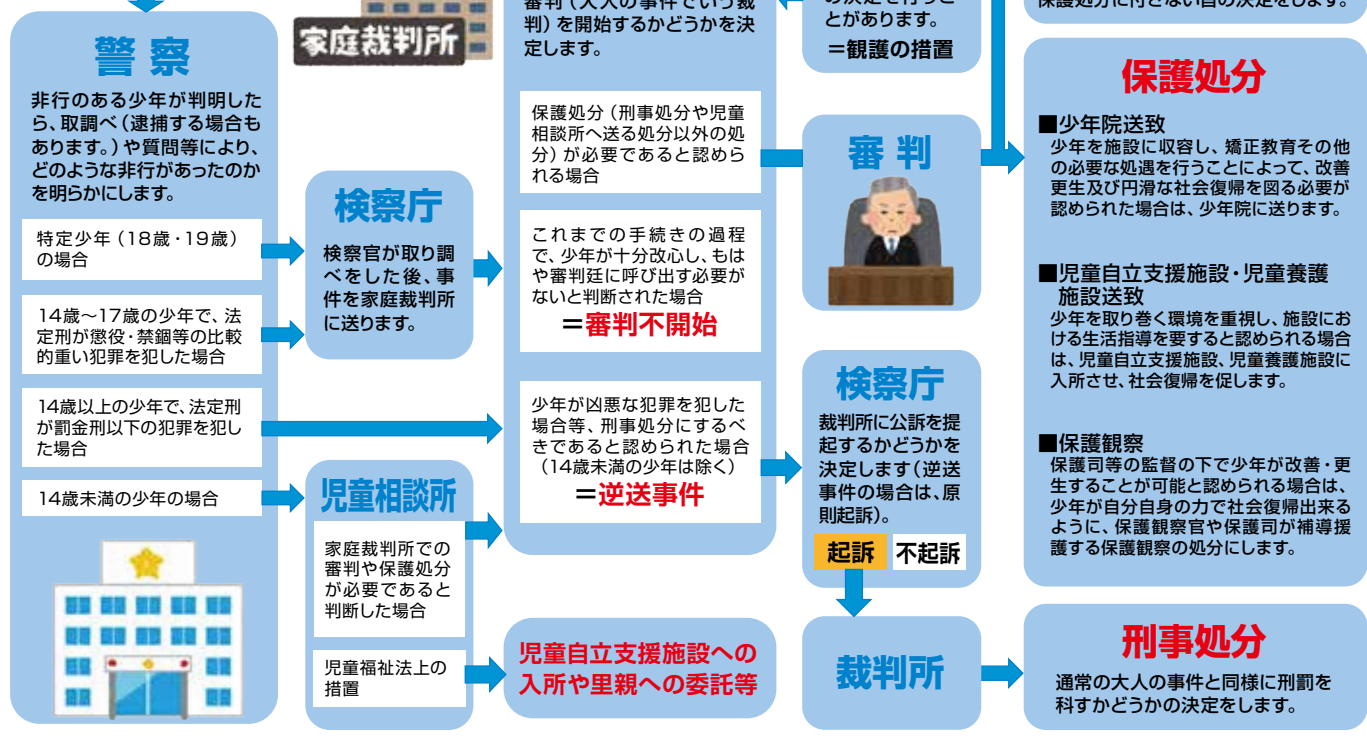 警 察
非行のある少年が判明した
ら、取調べ（逮捕する場合も
あります。）や質問等により、
どのような非行があったのか
を明らかにします。
特定少年（18歳・19歳）
の場合
14歳～17歳の少年で、法
定刑が懲役・禁錮等の比較
的重い犯罪を犯した場合
14歳以上の少年で、法定刑
が罰金刑以下の犯罪を犯し
た場合
14歳未満の少年の場合
家庭裁判所
検察庁
検察官が取り調
べをした後、事
件を家庭裁判所
に送ります。
児童相談所
家庭裁判所での
審判や保護処分
が必要であると
判断した場合
児童福祉法上の
措置
審判（大人の事件でいう裁
判）を開始するかどうかを決
定します。
保護処分（刑事処分や児童
相談所へ送る処分以外の処
分）が必要であると認めら
れる場合
これまでの手続きの過程
で、少年が十分改心し、もは
や審判廷に呼び出す必要が
ないと判断された場合
＝審判不開始
少年が凶悪な犯罪を犯した
場合等、刑事処分にするべ
きであると認められた場合
（14歳未満の少年は除く）
＝逆送事件
児童自立支援施設への
入所や里親への委託等
の決定を行うこ
とがあります。
＝観護の措置
審 判
検察庁
裁判所に公訴を提
起するかどうかを
決定します（逆送
事件の場合は、原
則起訴）。
起訴 不起訴
裁判所
保護処分に付さない旨の決定をします。
保護処分
■少年院送致
少年を施設に収容し、矯正教育その他
の必要な処遇を行うことによって、改善
更生及び円滑な社会復帰を図る必要が
認められた場合は、少年院に送ります。
■児童自立支援施設・児童養護
施設送致
少年を取り巻く環境を重視し、施設にお
ける生活指導を要すると認められる場合
は、児童自立支援施設、児童養護施設に
入所させ、社会復帰を促します。
■保護観察
保護司等の監督の下で少年が改善・更
生することが可能と認められる場合は、
少年が自分自身の力で社会復帰出来る
ように、保護観察官や保護司が補導援
護する保護観察の処分にします。
刑事処分
通常の大人の事件と同様に刑罰を
科すかどうかの決定をします。